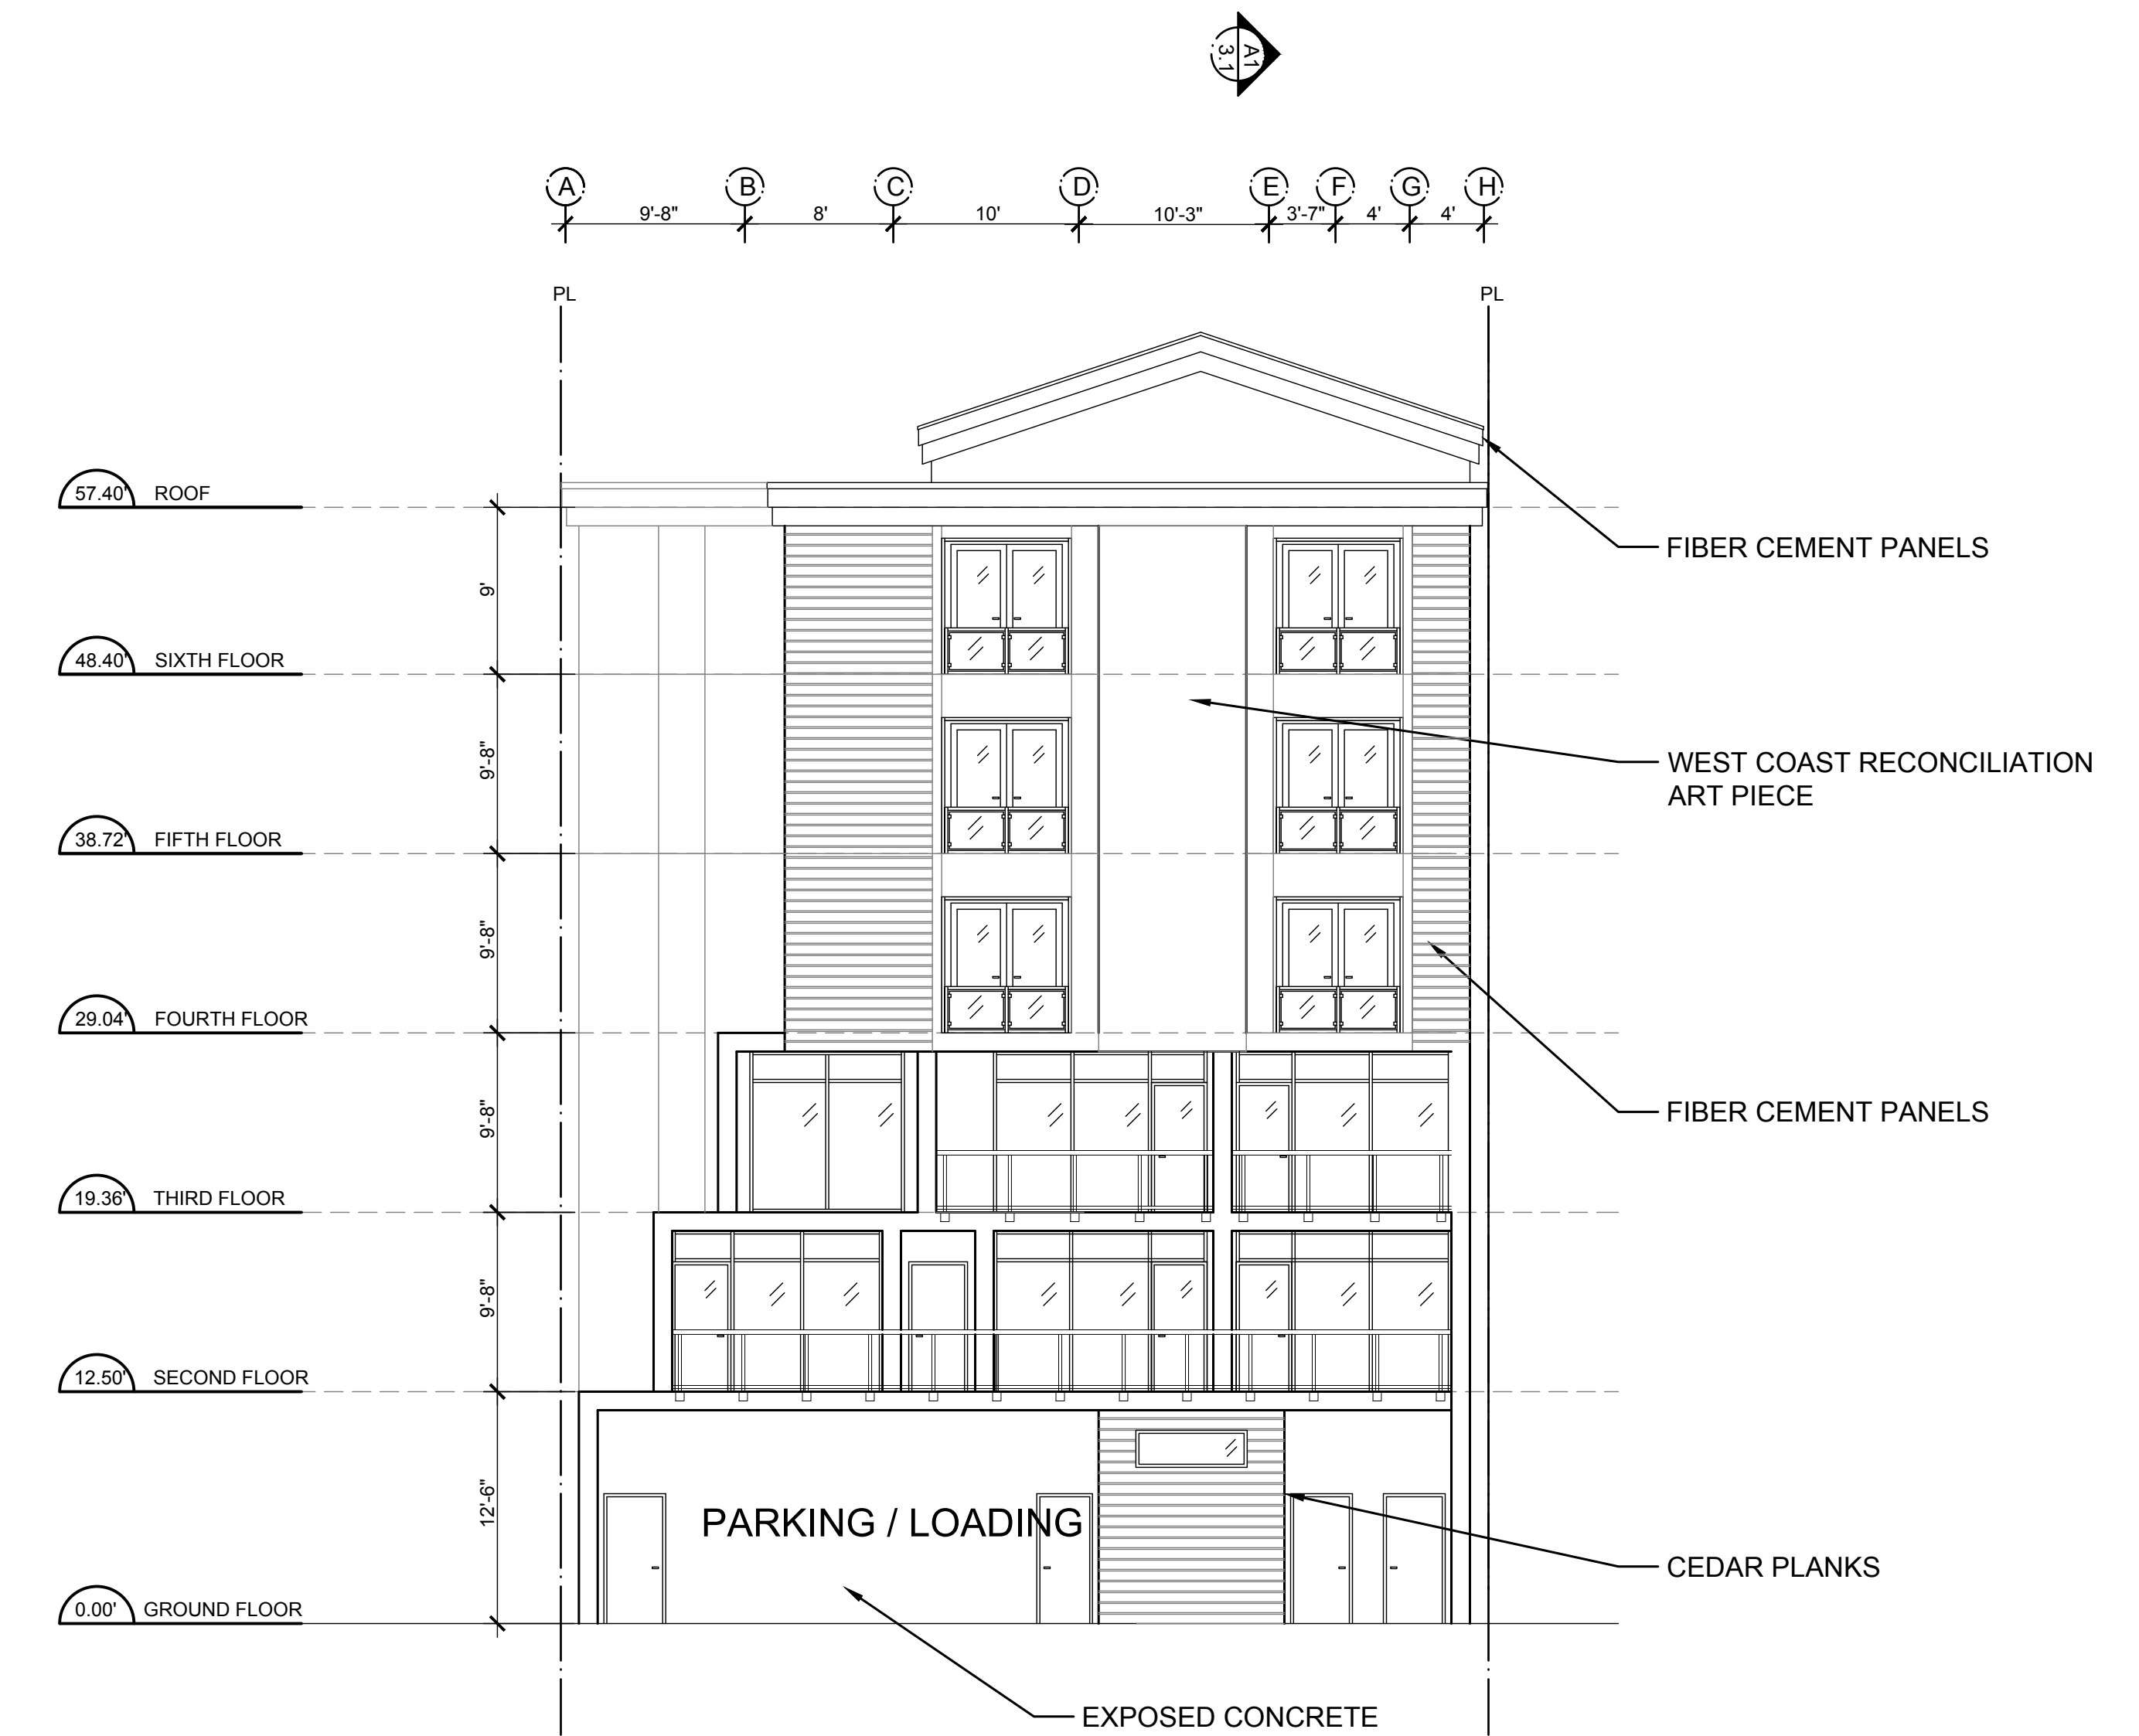 A1
3.1
A
B
C
D
E
F
G
H
9'-8"
8'
10'
10'-3"
3'-7"
4'
4'
PL
PL
57.40'
ROOF
FIBER CEMENT PANELS
9'
48.40'
SIXTH FLOOR
9'-8"
WEST COAST RECONCILIATION
ART PIECE
38.72'
FIFTH FLOOR
9'-8"
29.04'
FOURTH FLOOR
9'-8"
FIBER CEMENT PANELS
19.36'
THIRD FLOOR
9'-8"
12.50'
SECOND FLOOR
12'-6"
PARKING / LOADING
CEDAR PLANKS
0.00'
GROUND FLOOR
EXPOSED CONCRETE